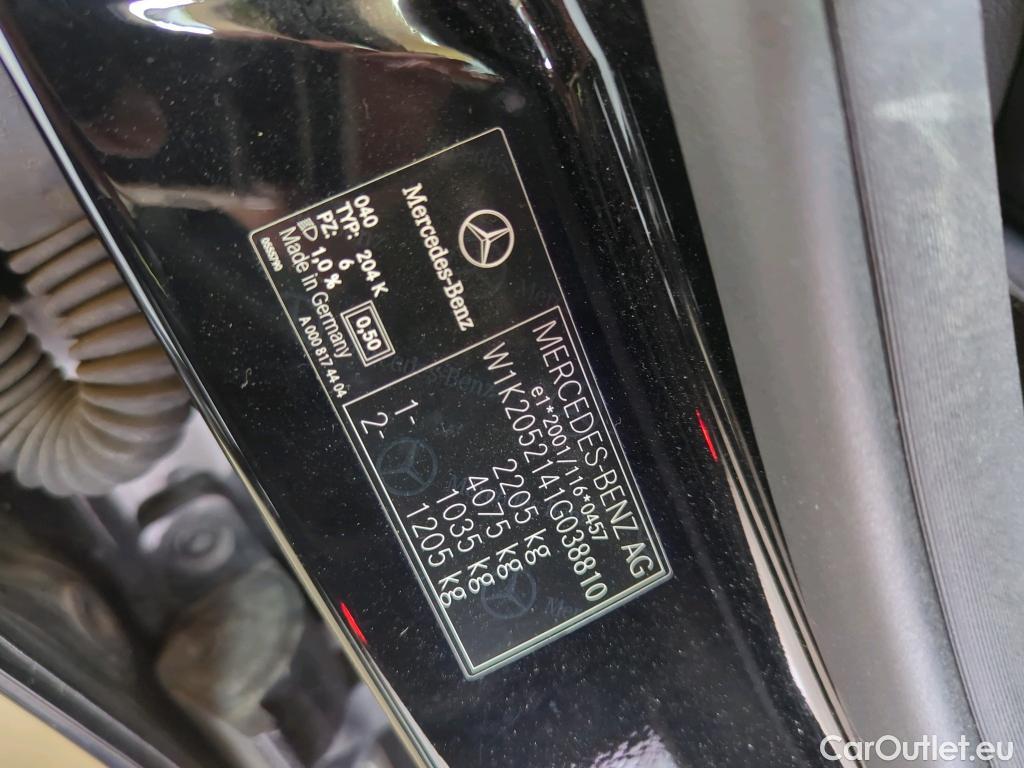 MERCEDES-BENZ AG
e1*2001/116*0457
W1K2052141G038810
2205 kg
4075 kg
1- 1035 kg
2- 1205 kg
Mercedes-Benz
040
TYP: 204 K
PZ: 6 0,50
1,0 %
Made in Germany
A 000 817 44 04
CarOutlet.eu